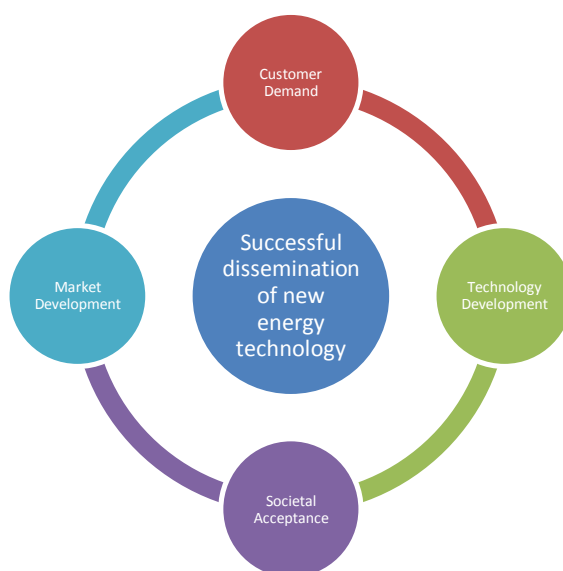 Customer
Demand
Successful
dissemination
of new
energy
technology
Market
Development
Technology
Development
Societal
Acceptance